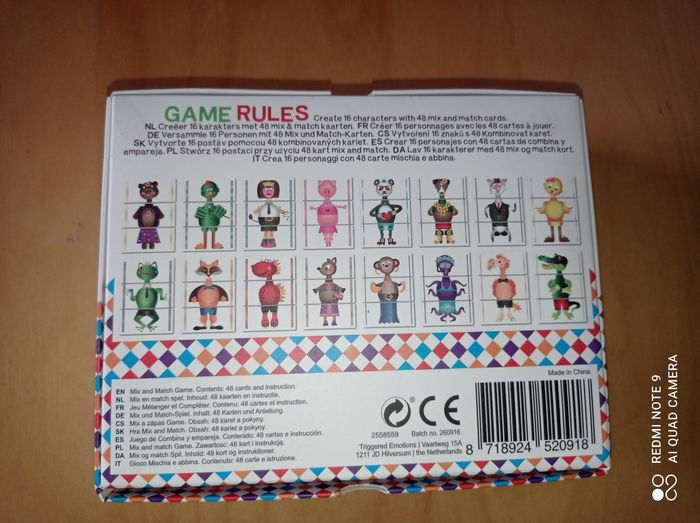 GAME RULES Create 16 characters with 48 mix and match cards.
NL Creëer 16 karakters met 48 mix & match kaarten. FR Créer 16 personnages avec les 48 cartes à jouer.
DE Versammle 16 Personen mit 48 Mix und Match-Karten. CS Vytvoření 16 znaků s 48 Kombinovat karet.
SK Vytvorte 16 postáv pomocou 48 kombinovaných kariet. ES Crear 16 personajes con 48 cartas de combina y
empareja. PL Stwórz 16 postaci przy użyciu 48 kart mix and match. DA Lav 16 karakterer med 48 mix og match kort.
IT Crea 16 personaggi con 48 carte mischia e abbina.
EN Mix and Match Game. Contents: 48 cards and instruction.
NL Mix en match spel. Inhoud: 48 kaarten en instructie.
FR Jeu Mélanger et Compléter. Contenu: 48 cartes et instruction.
DE Mix und Match-Spiel. Inhalt: 48 Karten und Anleitung.
CS Mix a zápas Game. Obsah: 48 karet a pokyny.
SK Hra Mix and Match. Obsah: 48 kariet a pokyny.
ES Juego de Combina y empareja. Contenido: 48 cartas e instrucción.
PL Mix and match Game. Zawartość: 48 kart i instrukcją.
DA Mix og match Spil. Indhold: 48 kort og instruktioner.
IT Gioco Mischia e abbina. Contenuto: 48 carte e istruzione.
0-3
CE
2558559 Batch no. 260916
Triggered Emotions | Vaartweg 15A
1211 JD Hilversum | the Netherlands
Made in China
8 718924 520918
REDMI NOTE 9
AI QUAD CAMERA